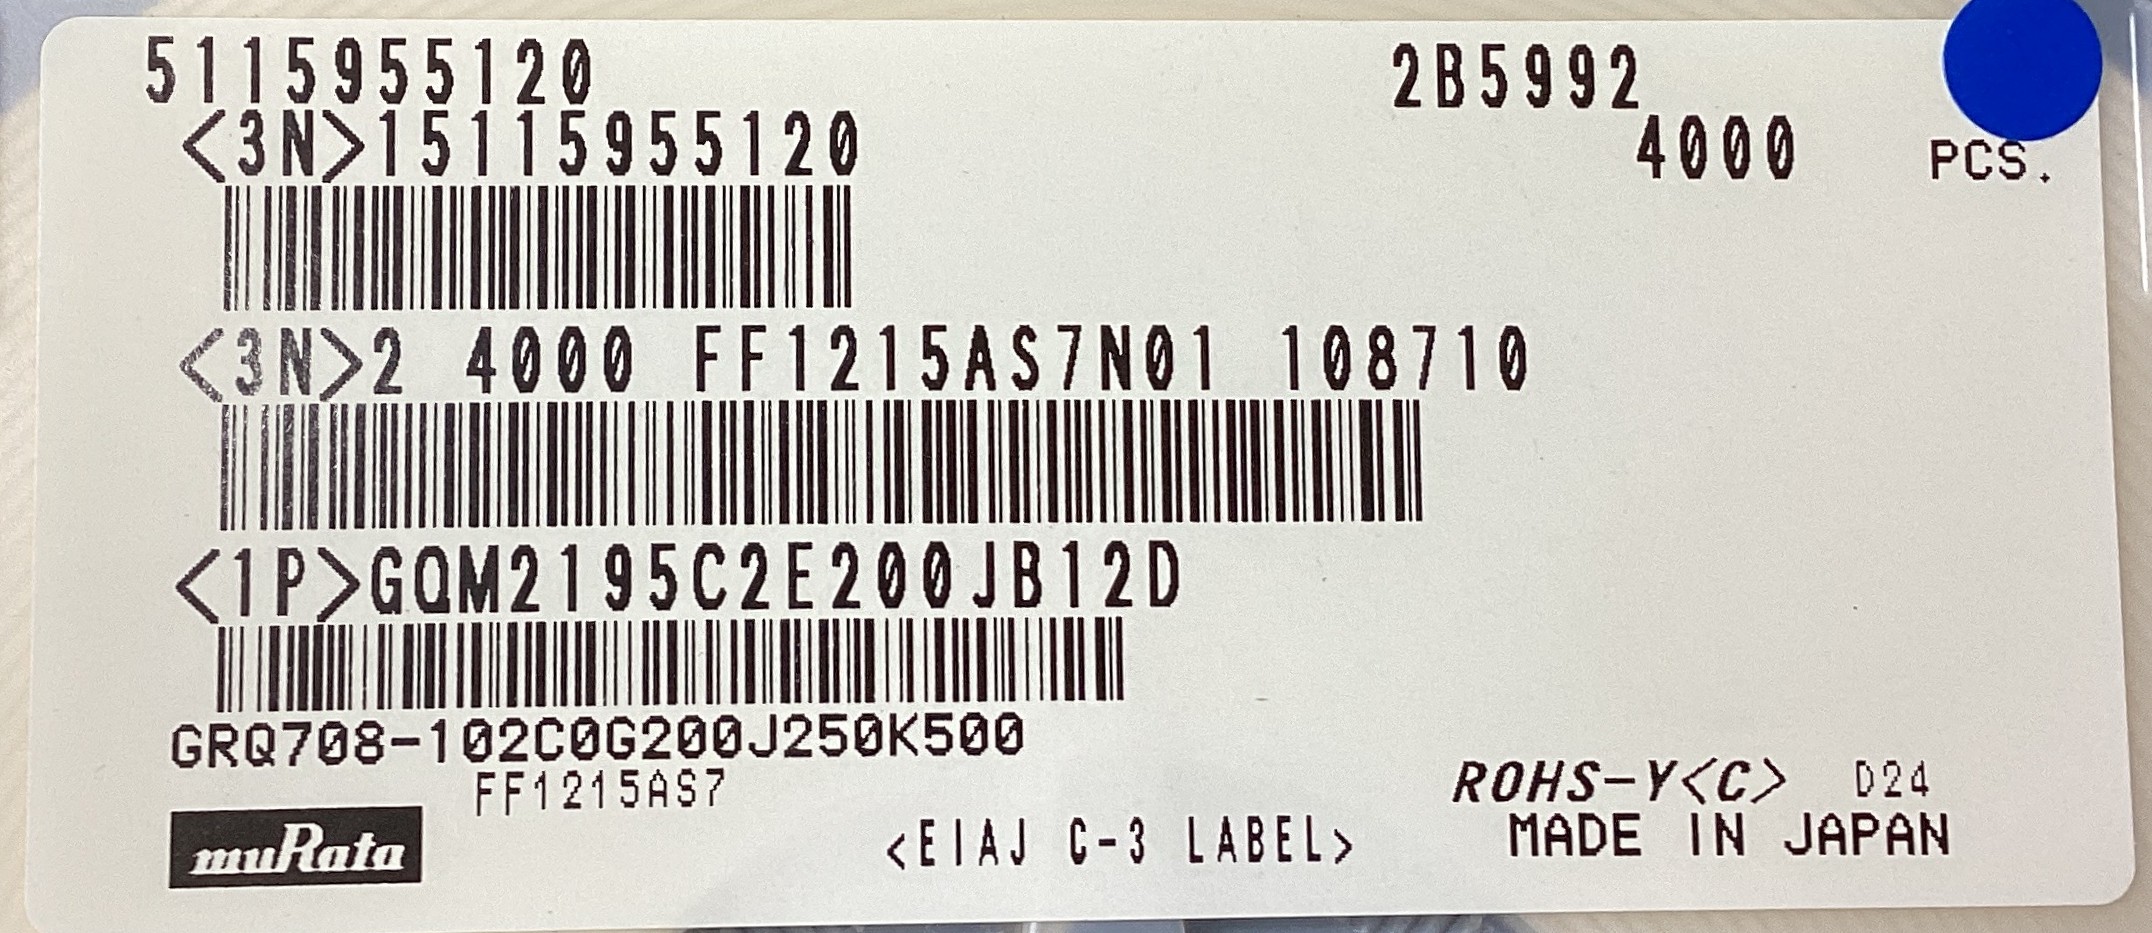 5115955120 2B5992
<3N>15115955120 4000 PCS.
<3N>2 4000 FF1215AS7N01 108710
<1P>GQM2195C2E200JB12D
GRQ708-102C0G200J250K500
FF1215AS7 ROHS-Y<C> D24
muRata <EIAJ C-3 LABEL> MADE IN JAPAN